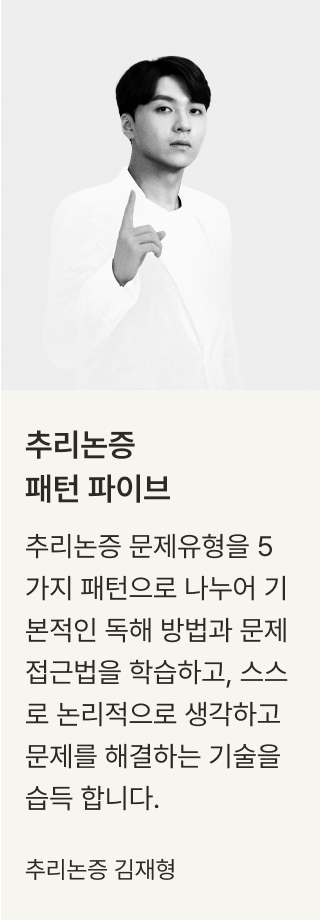 추리논증
패턴 파이브
추리논증 문제유형을 5
가지 패턴으로 나누어 기
본적인 독해 방법과 문제
접근법을 학습하고, 스스
로 논리적으로 생각하고
문제를 해결하는 기술을
습득 합니다.
추리논증 김재형